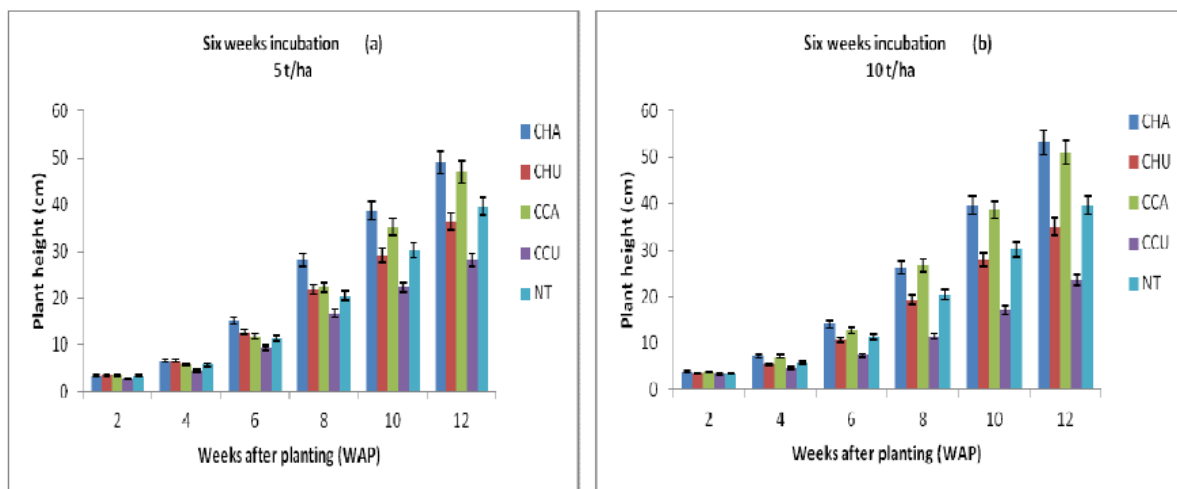 Six weeks incubation (a)
5 t/ha
60
50
40
30
20
10
0
Plant height (cm)
2 4 6 8 10 12
Weeks after planting (WAP)
CHA
CHU
CCA
CCU
NT
Six weeks incubation (b)
10 t/ha
60
50
40
30
20
10
0
Plant height (cm)
2 4 6 8 10 12
Weeks after planting (WAP)
CHA
CHU
CCA
CCU
NT